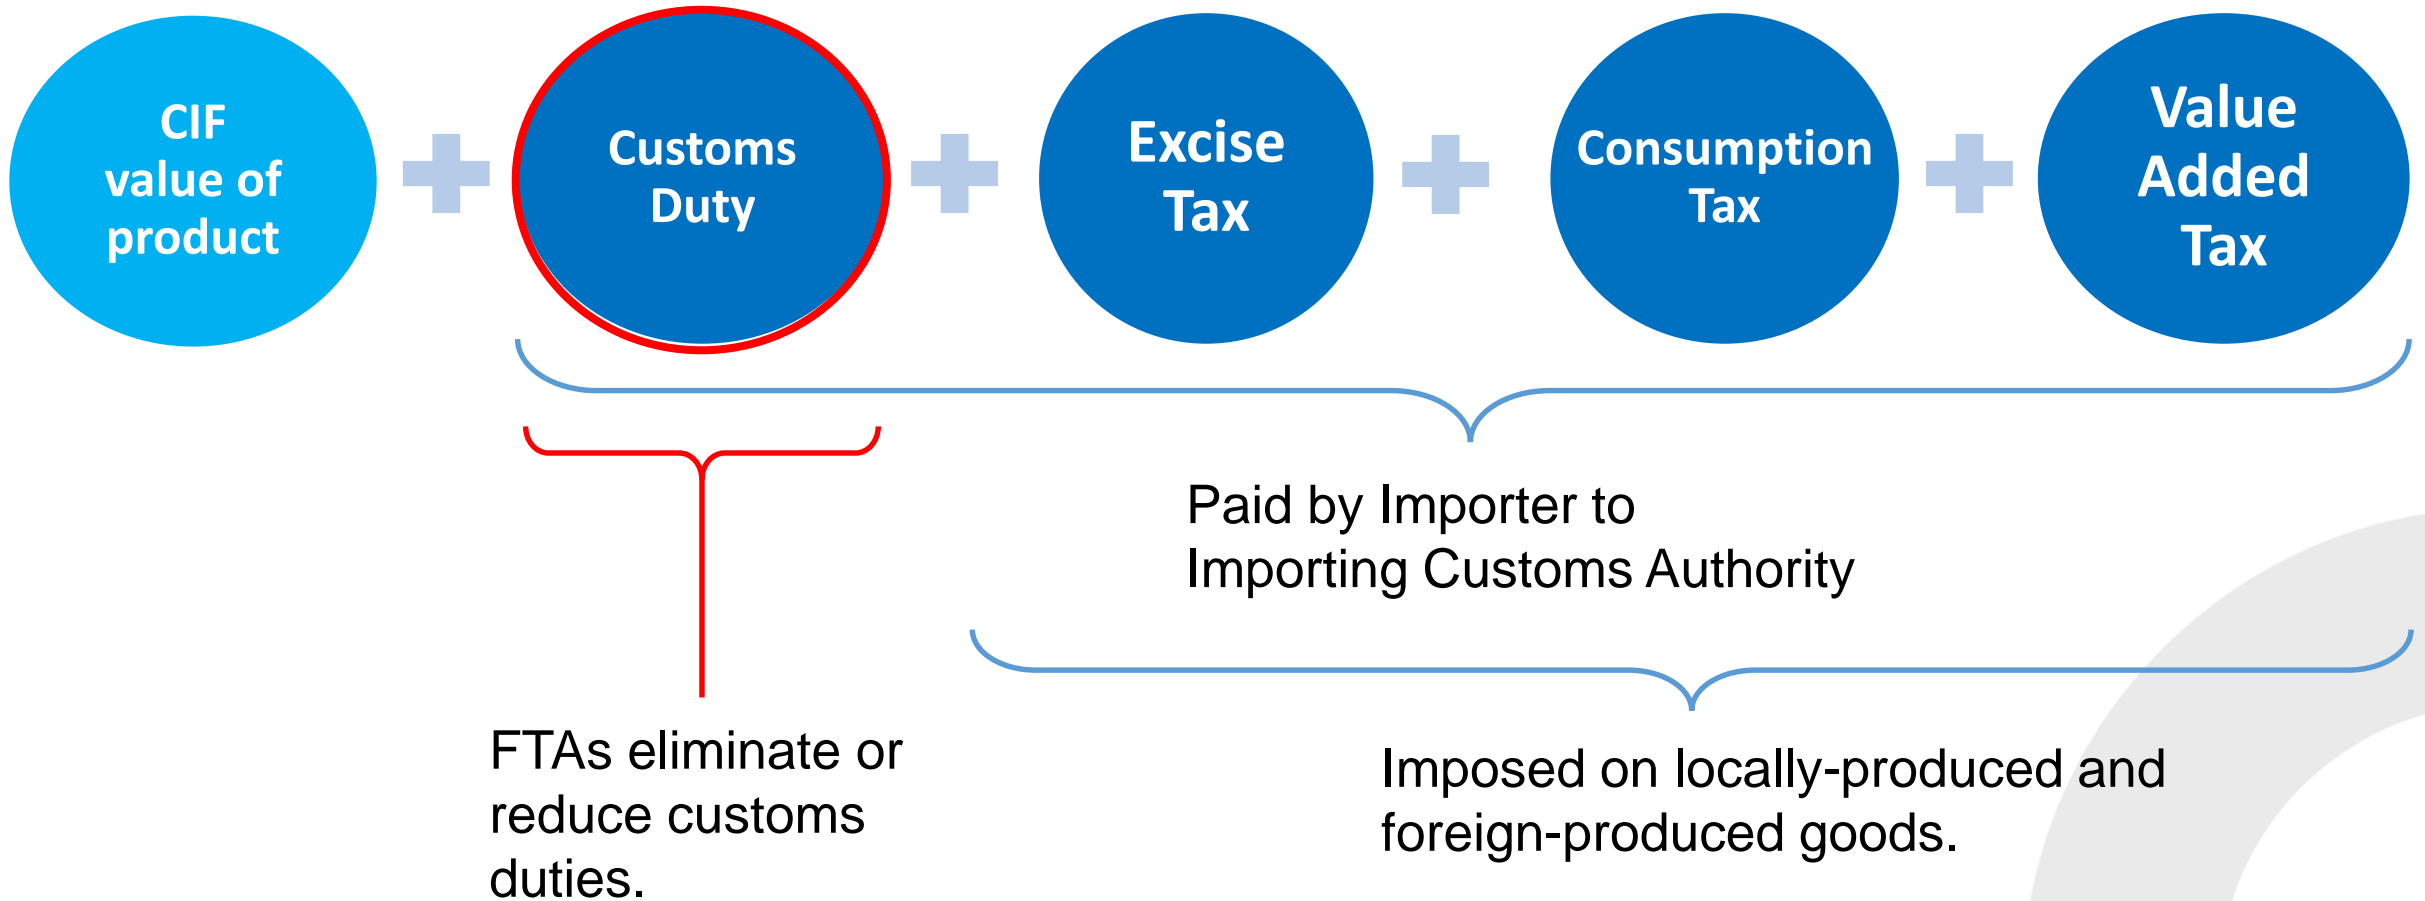 CIF
value of
product
Customs
Duty
Excise
Tax
Consumption
Tax
Value
Added
Tax
Paid by Importer to
Importing Customs Authority
FTAs eliminate or
reduce customs
duties.
Imposed on locally-produced and
foreign-produced goods.